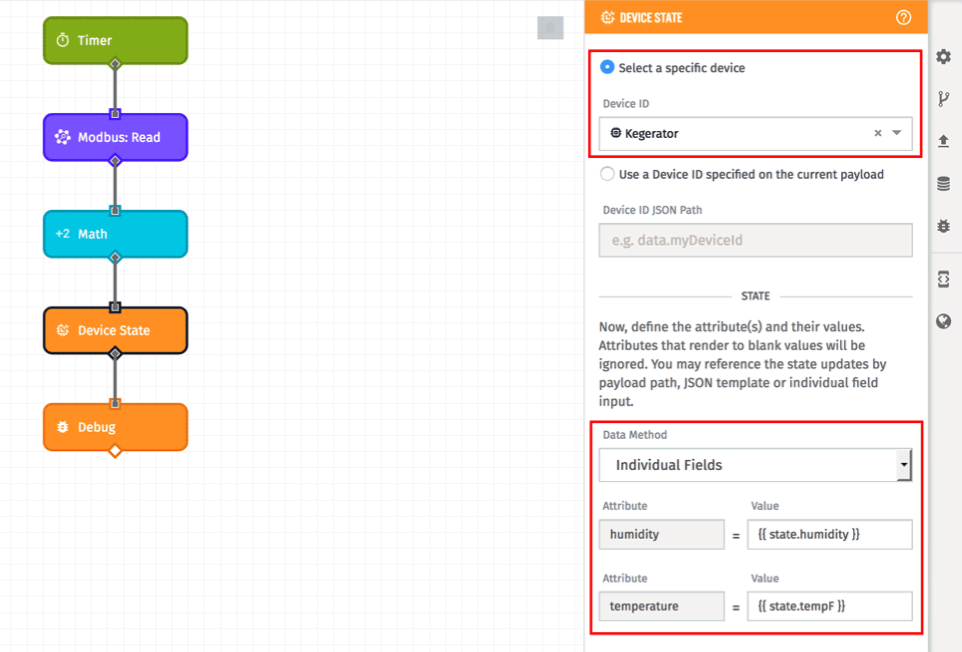 Timer
Modbus: Read
+2 Math
Device State
Debug
DEVICE STATE
Select a specific device
Device ID
Kegerator
Use a Device ID specified on the current payload
Device ID JSON Path
e.g. data.myDeviceId
STATE
Now, define the attribute(s) and their values.
Attributes that render to blank values will be
ignored. You may reference the state updates by
payload path, JSON template or individual field
input.
Data Method
Individual Fields
Attribute Value
humidity = {{ state.humidity }}
Attribute Value
temperature = {{ state.tempF }}